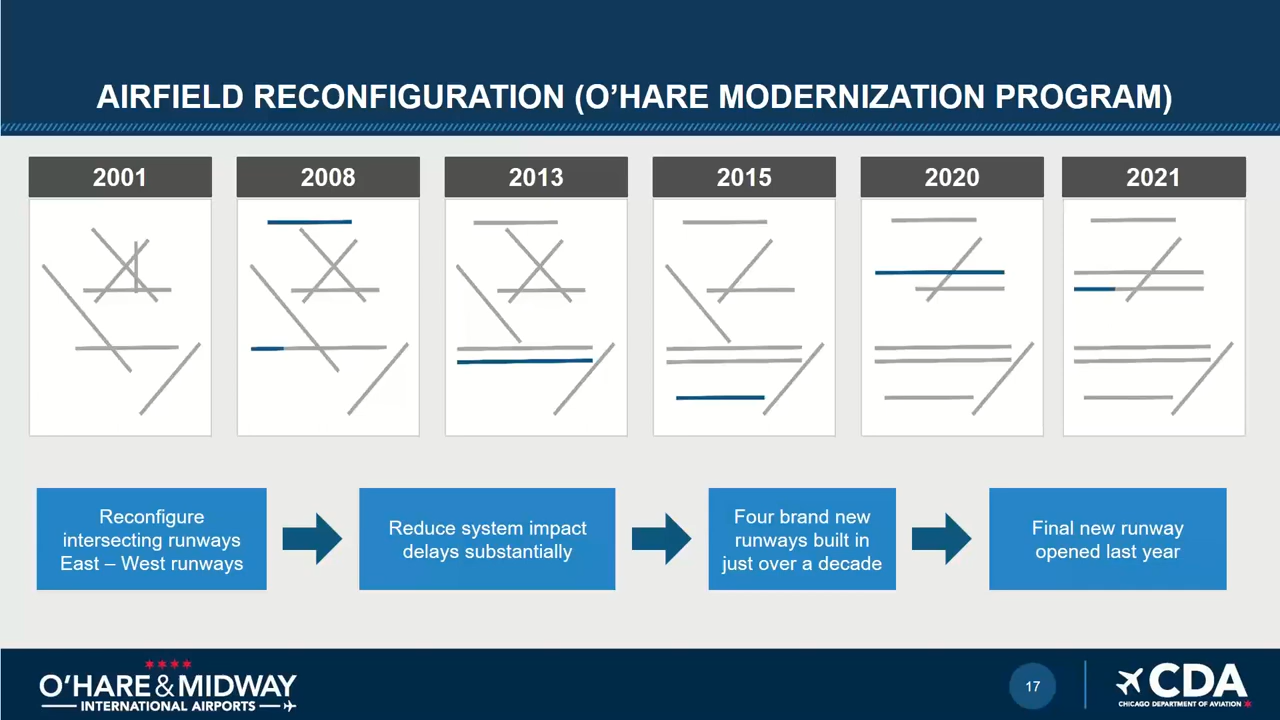 AIRFIELD RECONFIGURATION (O'HARE MODERNIZATION PROGRAM)
2001
2008
2013
2015
2020
2021
Reconfigure
intersecting runways
East – West runways
Reduce system impact
delays substantially
Four brand new
runways built in
just over a decade
Final new runway
opened last year
O'HARE & MIDWAY
INTERNATIONAL AIRPORTS
17
CDA
CHICAGO DEPARTMENT OF AVIATION